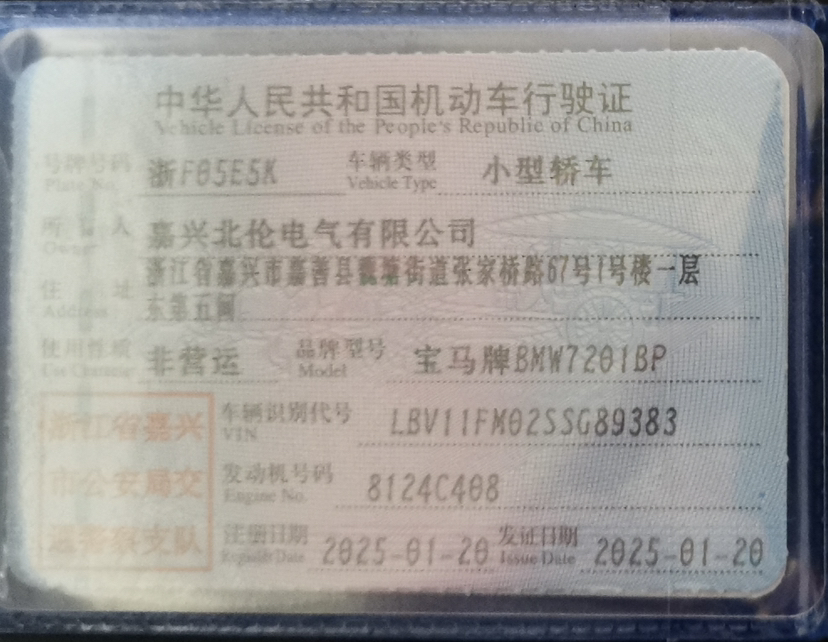 中华人民共和国机动车行驶证
Vehicle License of the People's Republic of China
号牌号码 浙F05E5K 车辆类型 小型轿车
Plate No. Vehicle Type
所有人 嘉兴北伦电气有限公司
Owner
住址 浙江省嘉兴市嘉善县魏塘街道张家桥路67号1号楼一层
Address 东第五间
使用性质 非营运 品牌型号 宝马牌BMW7201BP
Use Character Model
浙江省嘉兴 车辆识别代号 LBV11FM02SSG89383
VIN
市公安局交 发动机号码 8124C408
Engine No.
通警察支队 注册日期 2025-01-20 发证日期 2025-01-20
Register Date Issue Date